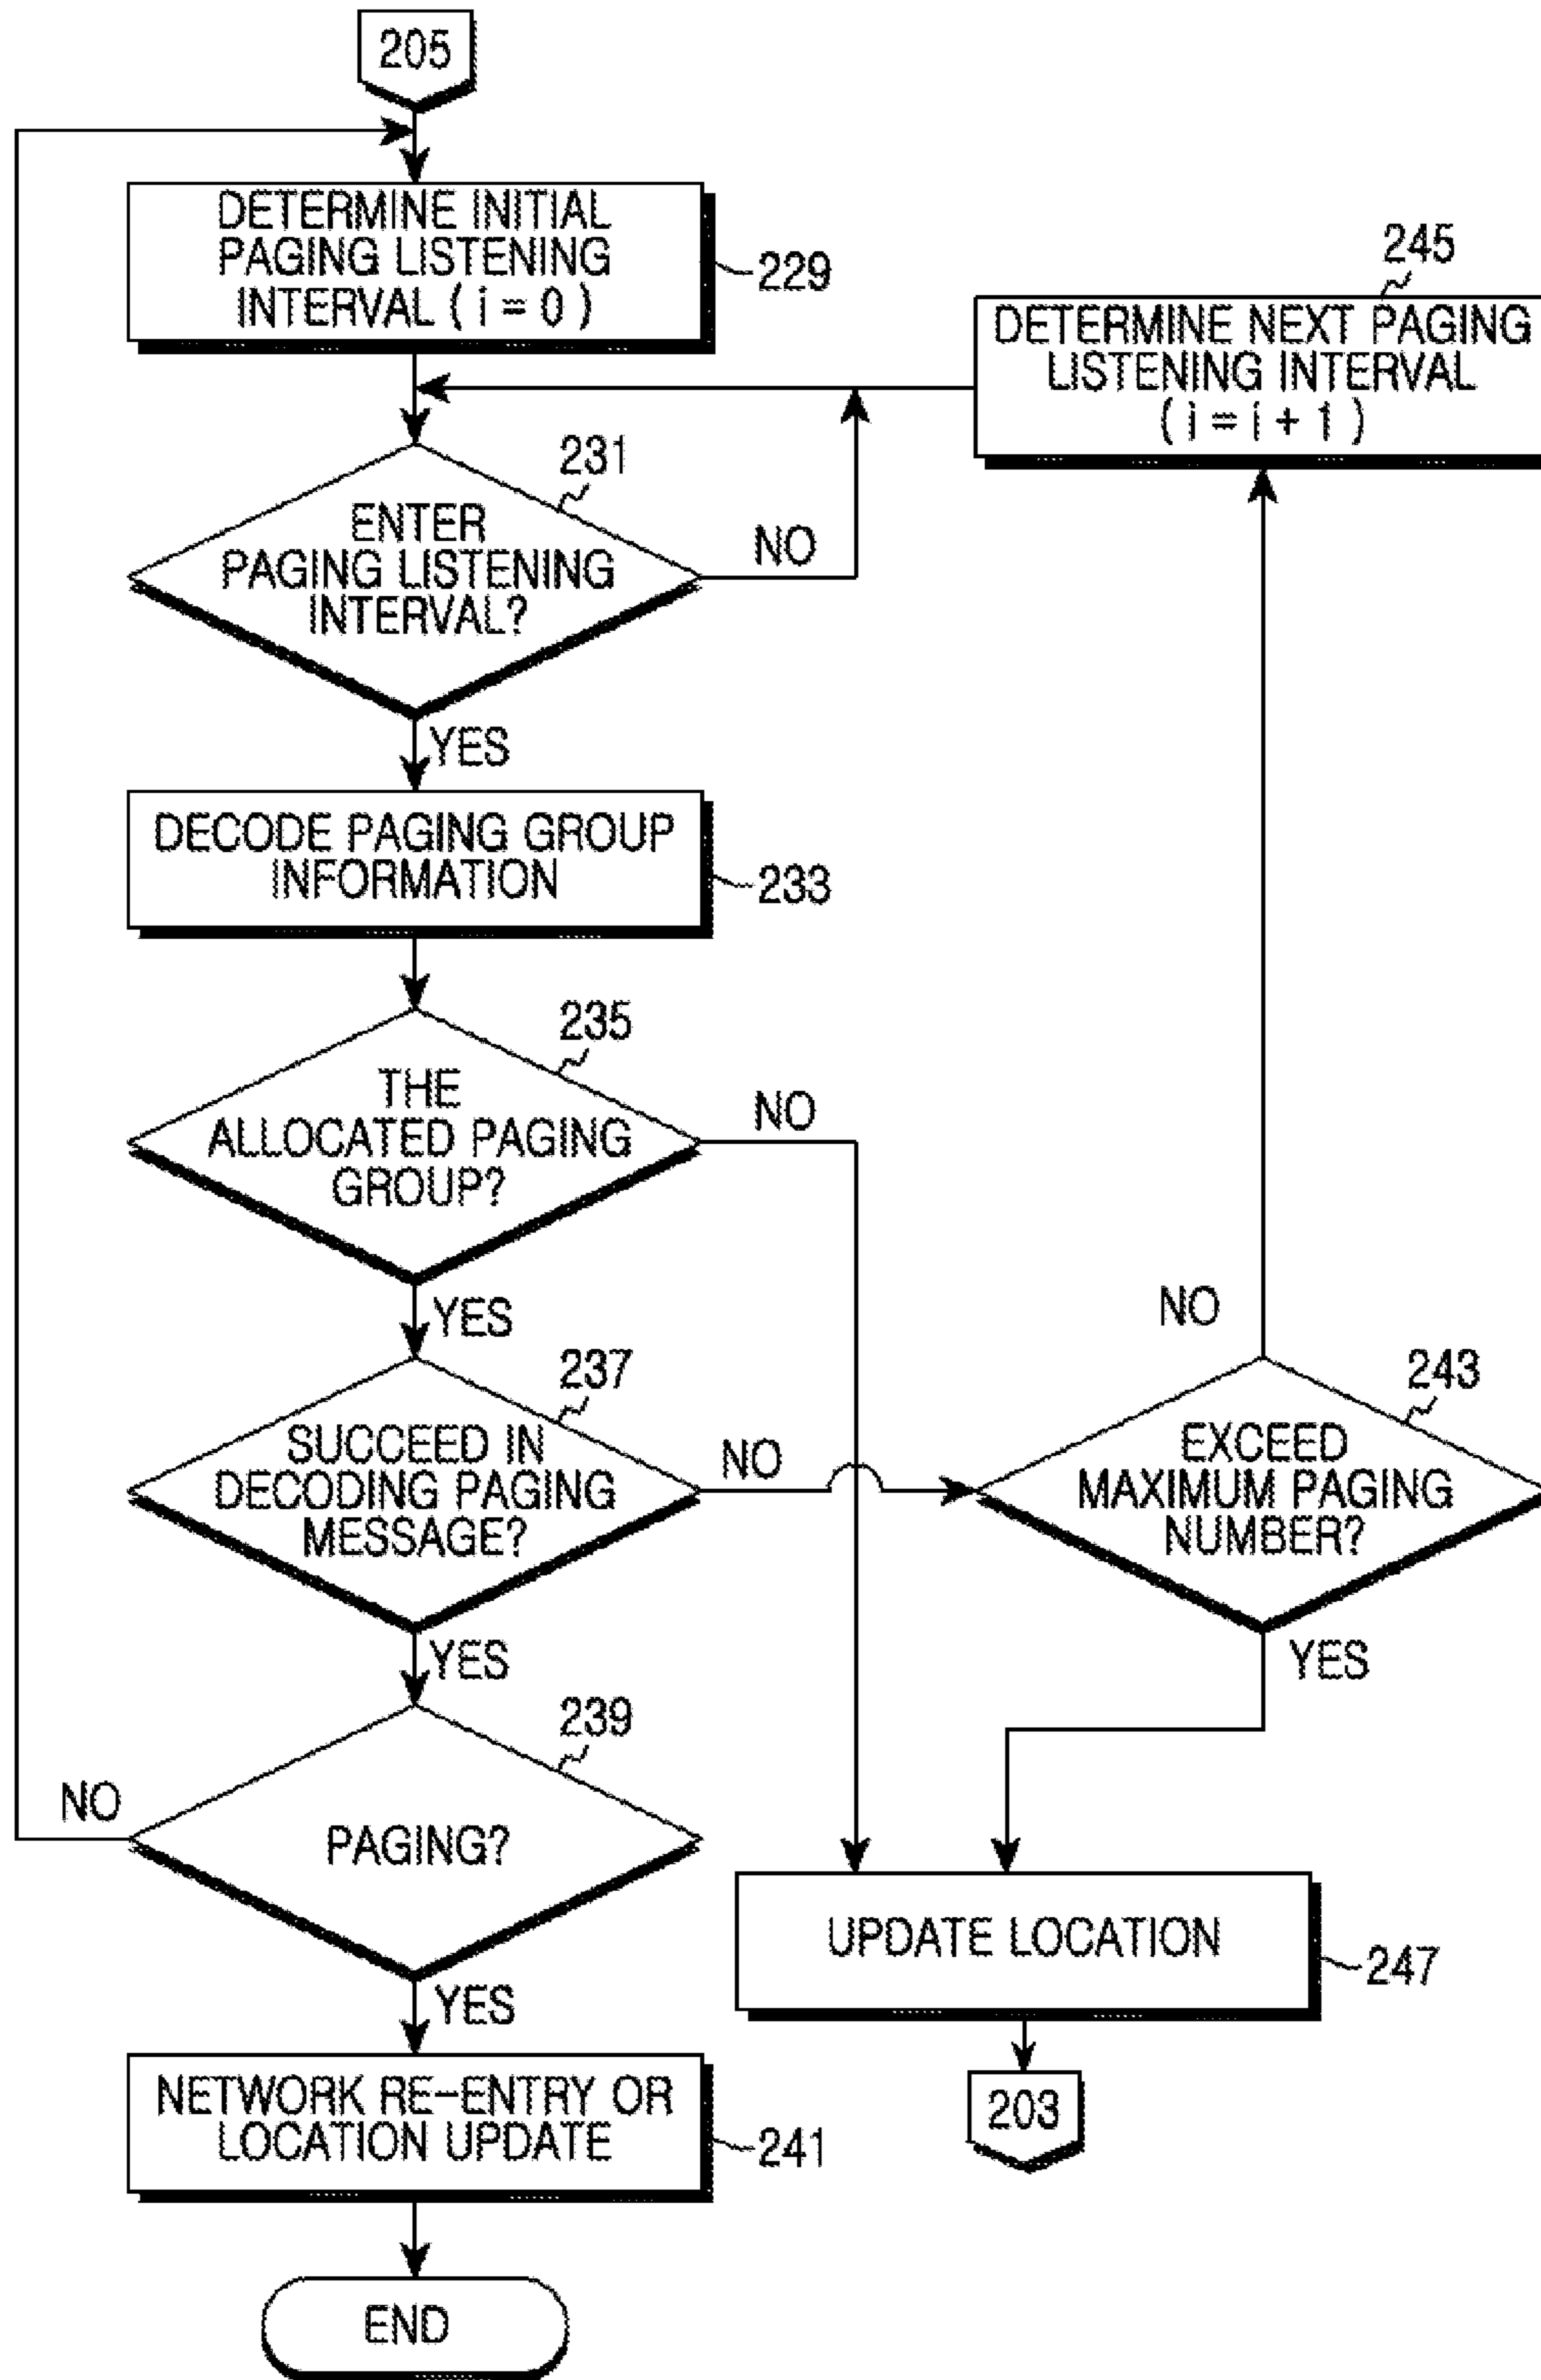 205
DETERMINE INITIAL
PAGING LISTENING
INTERVAL ( i = 0 )
229
245
DETERMINE NEXT PAGING
LISTENING INTERVAL
( i = i + 1 )
231
ENTER
PAGING LISTENING
INTERVAL?
NO
YES
DECODE PAGING GROUP
INFORMATION
233
235
THE
ALLOCATED PAGING
GROUP?
NO
YES
237
SUCCEED IN
DECODING PAGING
MESSAGE?
NO
NO
243
EXCEED
MAXIMUM PAGING
NUMBER?
YES
YES
239
PAGING?
NO
YES
UPDATE LOCATION
247
203
NETWORK RE-ENTRY OR
LOCATION UPDATE
241
END